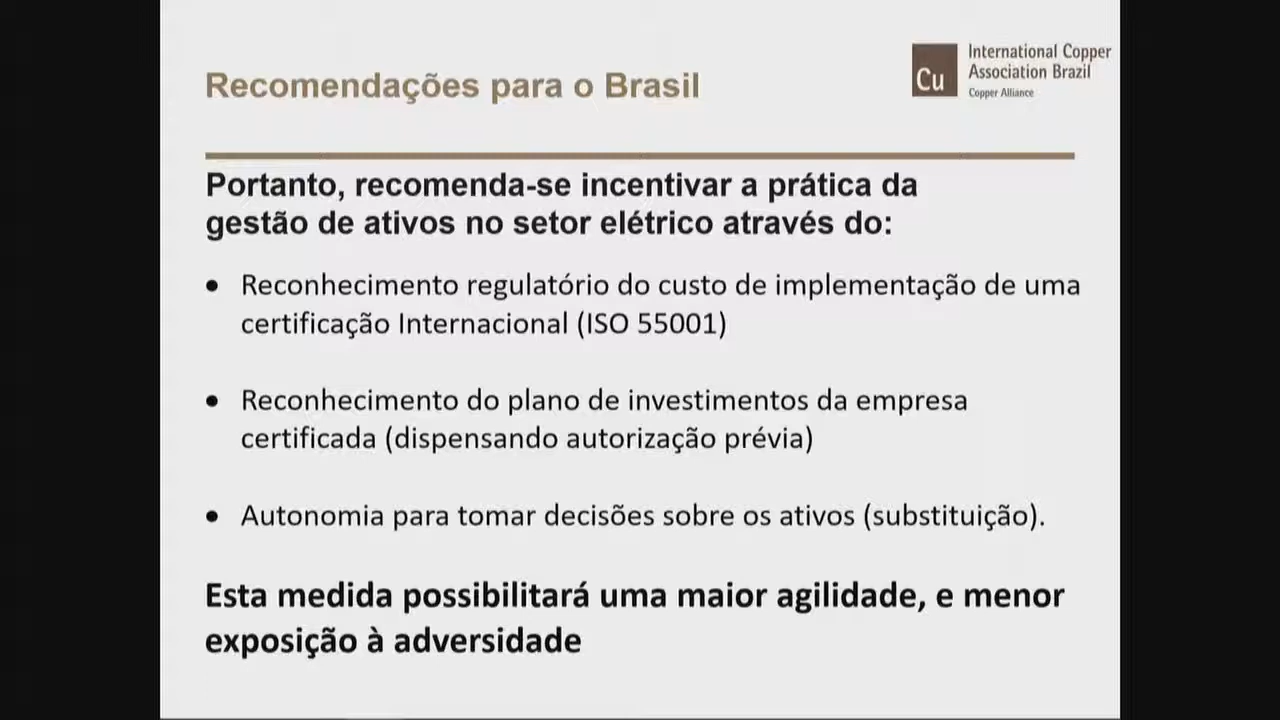 Recomendações para o Brasil
Cu
International Copper
Association Brazil
Copper Alliance
Portanto, recomenda-se incentivar a prática da
gestão de ativos no setor elétrico através do:
• Reconhecimento regulatório do custo de implementação de uma
certificação Internacional (ISO 55001)
• Reconhecimento do plano de investimentos da empresa
certificada (dispensando autorização prévia)
• Autonomia para tomar decisões sobre os ativos (substituição).
Esta medida possibilitará uma maior agilidade, e menor
exposição à adversidade